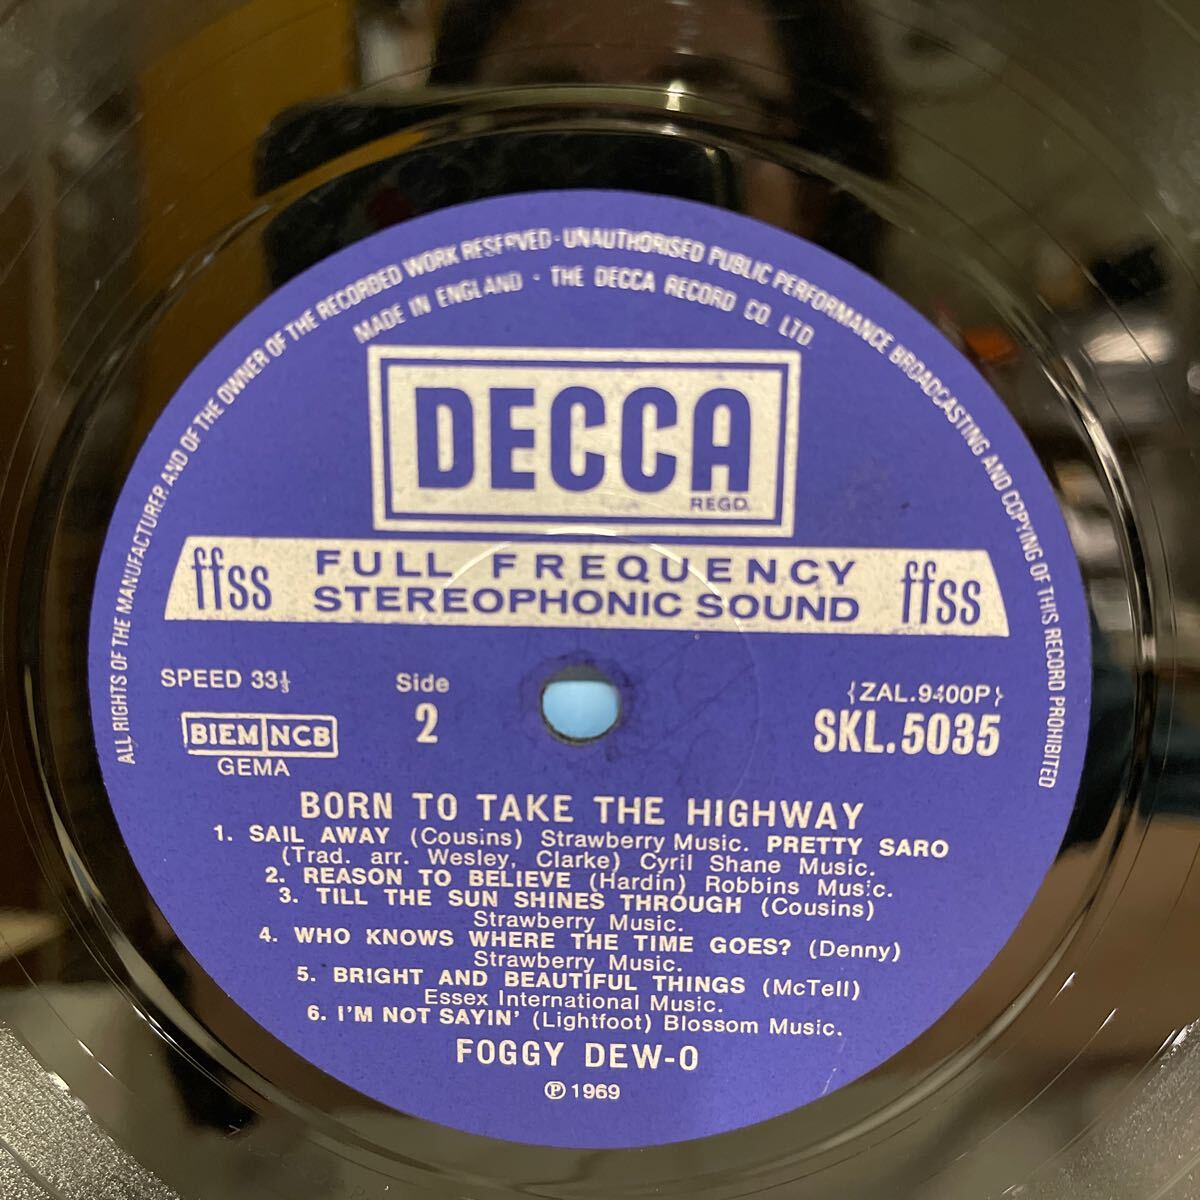 ALL RIGHTS OF THE MANUFACTURER AND OF THE OWNER OF THE RECORDED WORK RESERVED · UNAUTHORISED PUBLIC PERFORMANCE BROADCASTING AND COPYING OF THIS RECORD PROHIBITED
MADE IN ENGLAND · THE DECCA RECORD CO. LTD.
DECCA
REGD.
ffss FULL FREQUENCY STEREOPHONIC SOUND ffss
SPEED 33⅓
Side
2
BIEM NCB
GEMA
{ZAL.9400P}
SKL.5035
BORN TO TAKE THE HIGHWAY
1. SAIL AWAY (Cousins) Strawberry Music. PRETTY SARO
(Trad. arr. Wesley, Clarke) Cyril Shane Music.
2. REASON TO BELIEVE (Hardin) Robbins Music.
3. TILL THE SUN SHINES THROUGH (Cousins)
Strawberry Music.
4. WHO KNOWS WHERE THE TIME GOES? (Denny)
Strawberry Music.
5. BRIGHT AND BEAUTIFUL THINGS (McTell)
Essex International Music.
6. I'M NOT SAYIN' (Lightfoot) Blossom Music.
FOGGY DEW-O
℗ 1969